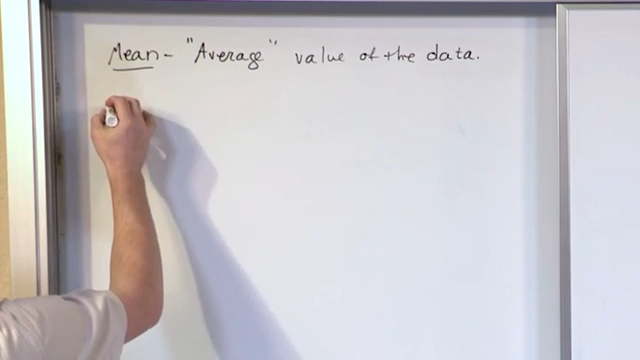 Mean - "Average" value of the data.